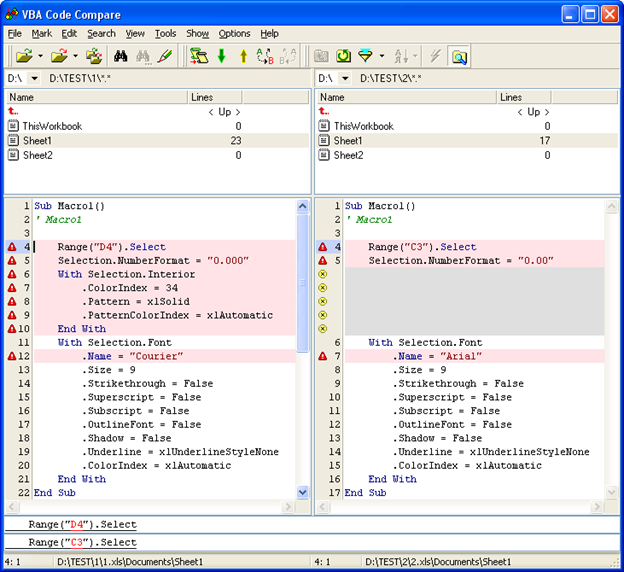 VBA Code Compare
File Mark Edit Search View Tools Show Options Help
D:\ D:\TEST\1\*.* D:\ D:\TEST\2\*.*
Name Lines Name Lines
< Up > < Up >
ThisWorkbook 0 ThisWorkbook 0
Sheet1 23 Sheet1 17
Sheet2 0 Sheet2 0
1 Sub Macro1()
2 ' Macro1
3
4 Range("D4").Select
5 Selection.NumberFormat = "0.000"
6 With Selection.Interior
7 .ColorIndex = 34
8 .Pattern = xlSolid
9 .PatternColorIndex = xlAutomatic
10 End With
11 With Selection.Font
12 .Name = "Courier"
13 .Size = 9
14 .Strikethrough = False
15 .Superscript = False
16 .Subscript = False
17 .OutlineFont = False
18 .Shadow = False
19 .Underline = xlUnderlineStyleNone
20 .ColorIndex = xlAutomatic
21 End With
22 End Sub
1 Sub Macro1()
2 ' Macro1
3
4 Range("C3").Select
5 Selection.NumberFormat = "0.00"
6 With Selection.Font
7 .Name = "Arial"
8 .Size = 9
9 .Strikethrough = False
10 .Superscript = False
11 .Subscript = False
12 .OutlineFont = False
13 .Shadow = False
14 .Underline = xlUnderlineStyleNone
15 .ColorIndex = xlAutomatic
16 End With
17 End Sub
Range("D4").Select
Range("C3").Select
4: 1 D:\TEST\1\1.xls\Documents\Sheet1 4: 1 D:\TEST\2\2.xls\Documents\Sheet1